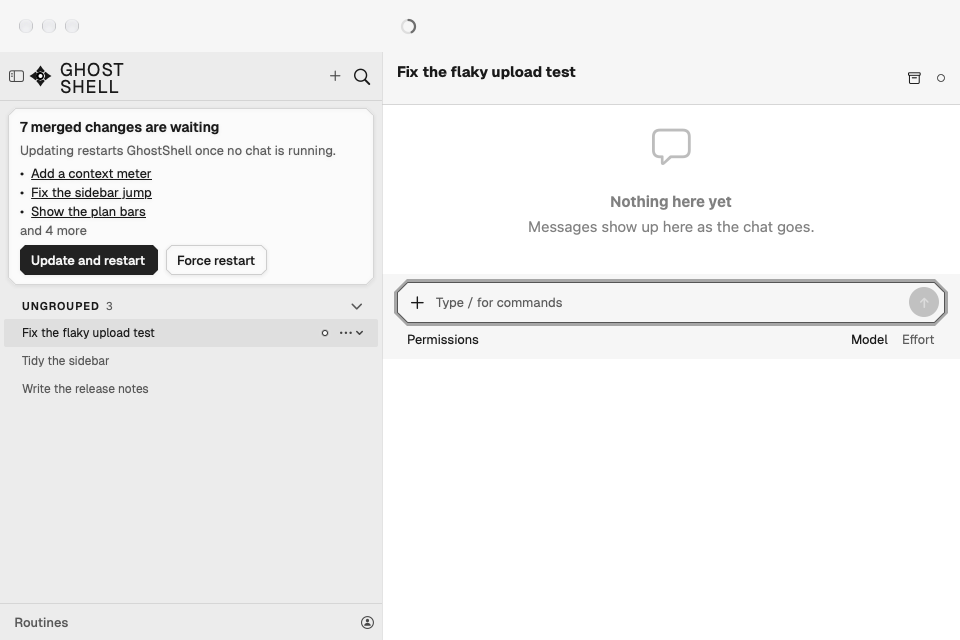 GHOST
SHELL
Fix the flaky upload test
7 merged changes are waiting
Updating restarts GhostShell once no chat is running.
• Add a context meter
• Fix the sidebar jump
• Show the plan bars
and 4 more
Update and restart
Force restart
UNGROUPED 3
Fix the flaky upload test
Tidy the sidebar
Write the release notes
Routines
Nothing here yet
Messages show up here as the chat goes.
Type / for commands
Permissions
Model
Effort